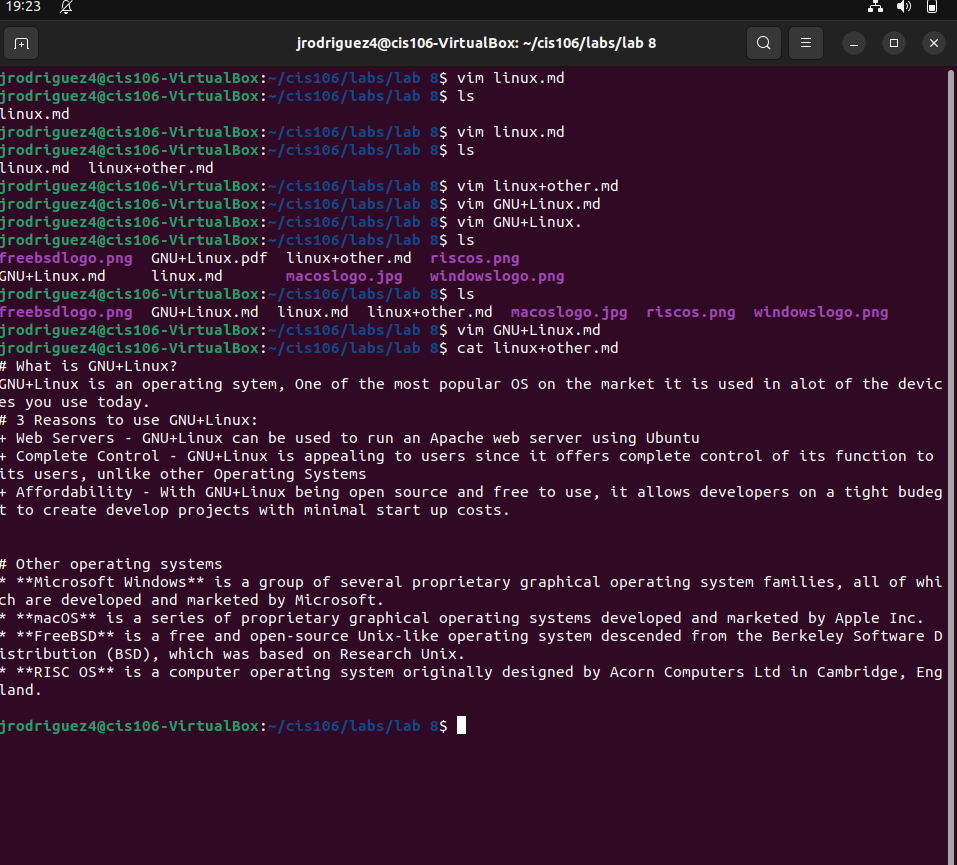 19:23
jrodriguez4@cis106-VirtualBox: ~/cis106/labs/lab 8
jrodriguez4@cis106-VirtualBox:~/cis106/labs/lab 8$ vim linux.md
jrodriguez4@cis106-VirtualBox:~/cis106/labs/lab 8$ ls
linux.md
jrodriguez4@cis106-VirtualBox:~/cis106/labs/lab 8$ vim linux.md
jrodriguez4@cis106-VirtualBox:~/cis106/labs/lab 8$ ls
linux.md  linux+other.md
jrodriguez4@cis106-VirtualBox:~/cis106/labs/lab 8$ vim linux+other.md
jrodriguez4@cis106-VirtualBox:~/cis106/labs/lab 8$ vim GNU+Linux.md
jrodriguez4@cis106-VirtualBox:~/cis106/labs/lab 8$ vim GNU+Linux.
jrodriguez4@cis106-VirtualBox:~/cis106/labs/lab 8$ ls
freebsdlogo.png  GNU+Linux.pdf  linux+other.md  riscos.png
GNU+Linux.md     linux.md       macoslogo.jpg   windowslogo.png
jrodriguez4@cis106-VirtualBox:~/cis106/labs/lab 8$ ls
freebsdlogo.png  GNU+Linux.md  linux.md  linux+other.md  macoslogo.jpg  riscos.png  windowslogo.png
jrodriguez4@cis106-VirtualBox:~/cis106/labs/lab 8$ vim GNU+Linux.md
jrodriguez4@cis106-VirtualBox:~/cis106/labs/lab 8$ cat linux+other.md
# What is GNU+Linux?
GNU+Linux is an operating sytem, One of the most popular OS on the market it is used in alot of the devic
es you use today.
# 3 Reasons to use GNU+Linux:
+ Web Servers - GNU+Linux can be used to run an Apache web server using Ubuntu
+ Complete Control - GNU+Linux is appealing to users since it offers complete control of its function to
its users, unlike other Operating Systems
+ Affordability - With GNU+Linux being open source and free to use, it allows developers on a tight budeg
t to create develop projects with minimal start up costs.
# Other operating systems
* **Microsoft Windows** is a group of several proprietary graphical operating system families, all of whi
ch are developed and marketed by Microsoft.
* **macOS** is a series of proprietary graphical operating systems developed and marketed by Apple Inc.
* **FreeBSD** is a free and open-source Unix-like operating system descended from the Berkeley Software D
istribution (BSD), which was based on Research Unix.
* **RISC OS** is a computer operating system originally designed by Acorn Computers Ltd in Cambridge, Eng
land.
jrodriguez4@cis106-VirtualBox:~/cis106/labs/lab 8$